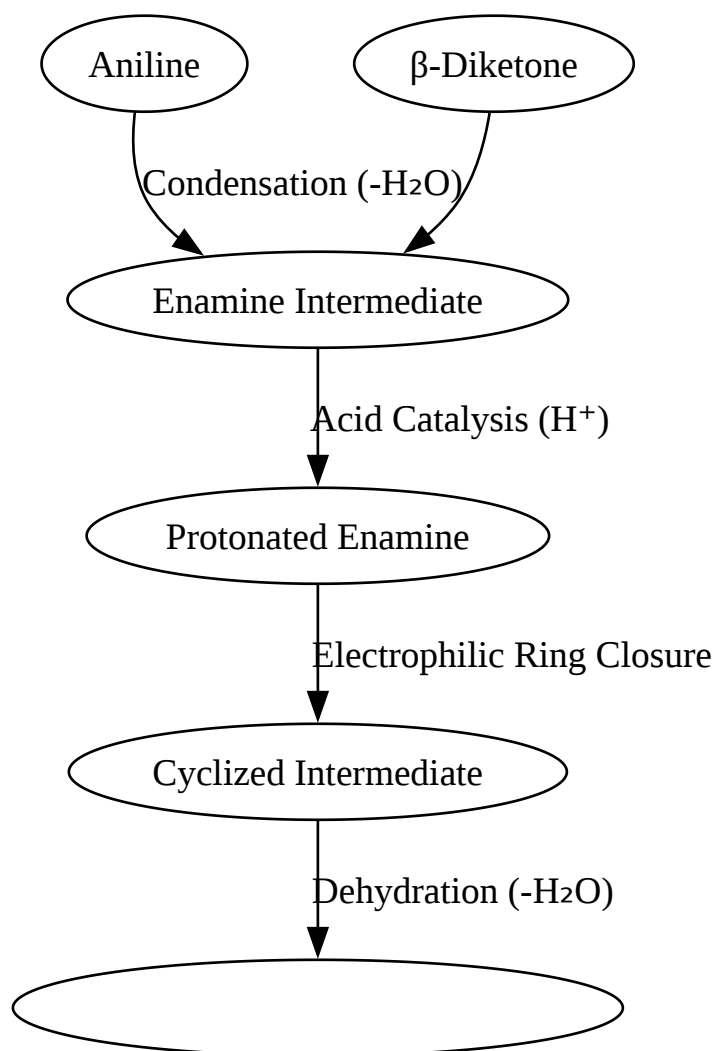 Aniline
β-Diketone
Condensation (-H₂O)
Enamine Intermediate
Acid Catalysis (H⁺)
Protonated Enamine
Electrophilic Ring Closure
Cyclized Intermediate
Dehydration (-H₂O)